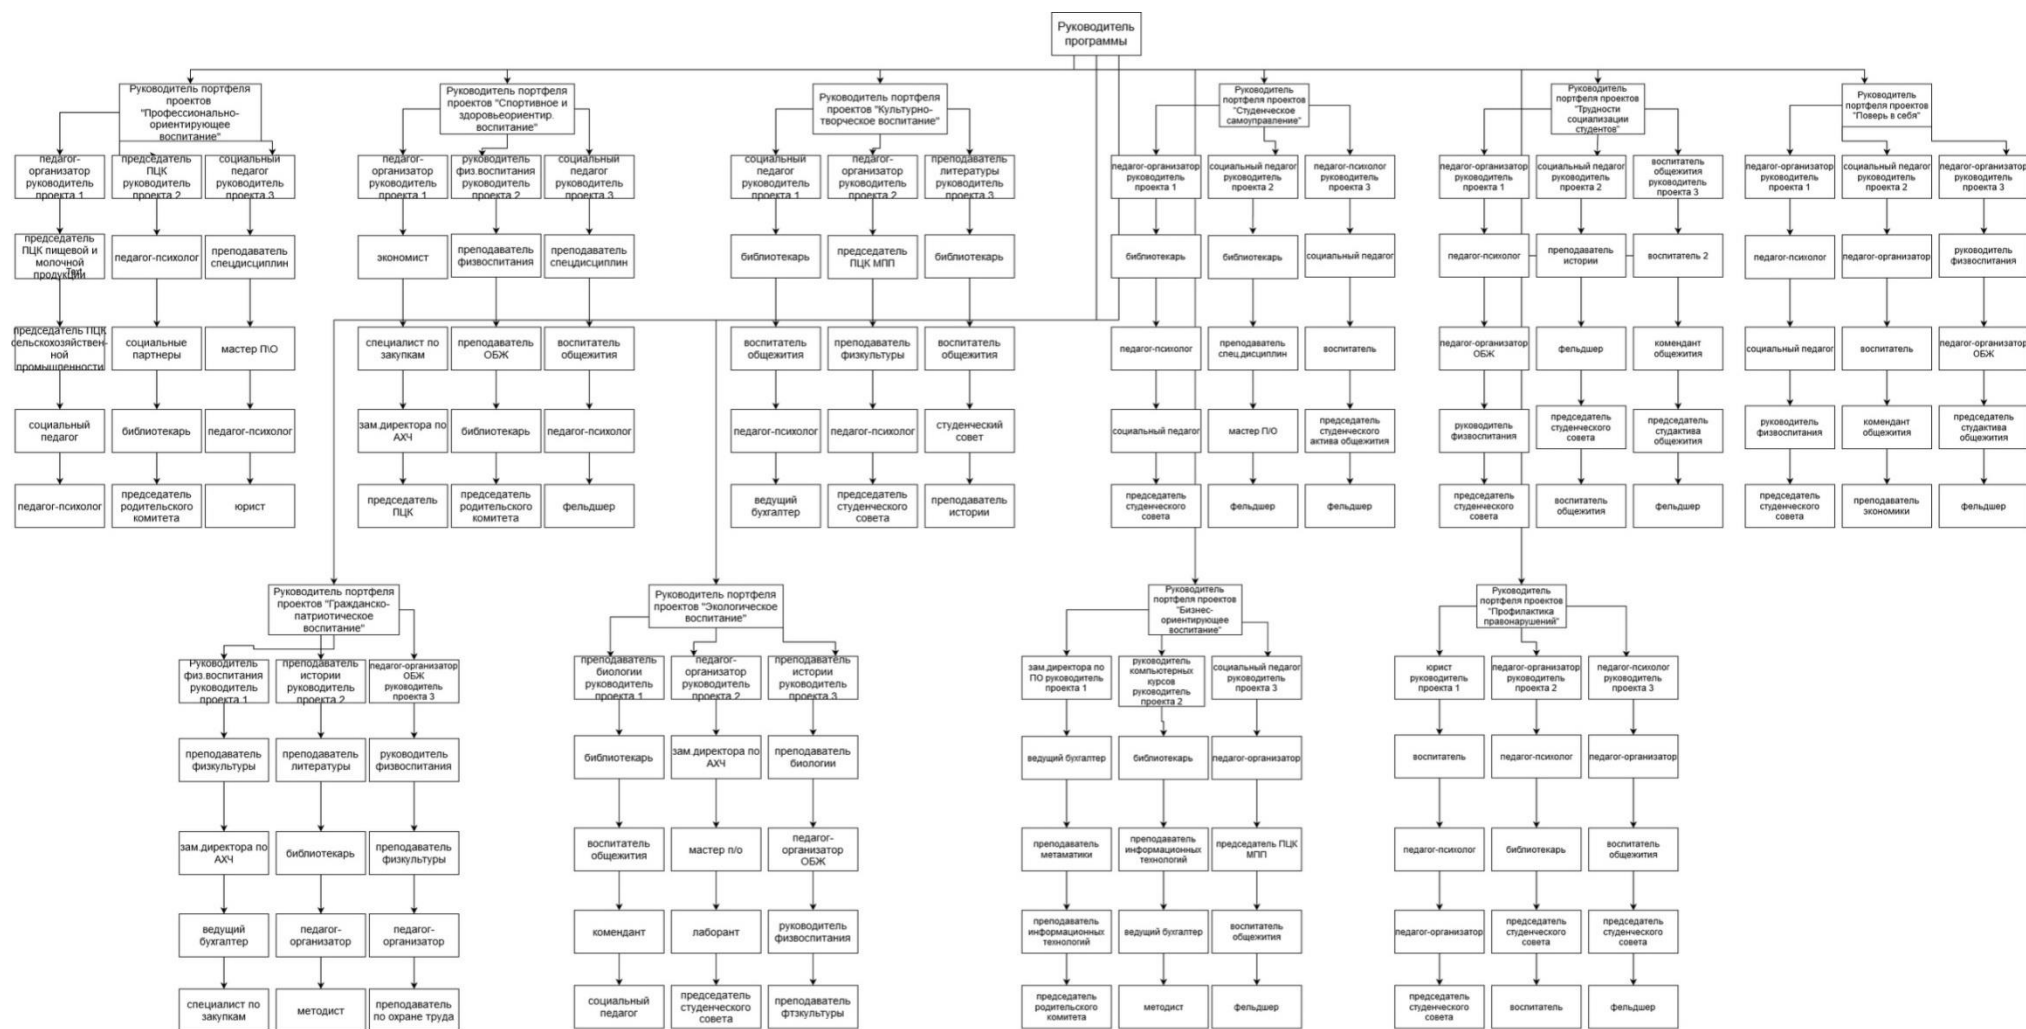 Руководитель
программы
Руководитель портфеля
проектов
"Профессионально-
ориентирующее
воспитание"
педагог-
организатор
руководитель
проекта 1
председатель
ПЦК
руководитель
проекта 2
социальный
педагог
руководитель
проекта 3
председатель
ПЦК пищевой и
молочной
продукции
Text
педагог-психолог
преподаватель
спецдисциплин
председатель ПЦК
сельскохозяйствен-
ной
промышленности
социальные
партнеры
мастер П\О
социальный
педагог
библиотекарь
педагог-психолог
педагог-психолог
председатель
родительского
комитета
юрист
Руководитель портфеля
проектов "Спортивное и
здоровьеориентир.
воспитание"
педагог-
организатор
руководитель
проекта 1
руководитель
физ.воспитания
руководитель
проекта 2
социальный
педагог
руководитель
проекта 3
экономист
преподаватель
физвоспитания
преподаватель
спецдисциплин
специалист по
закупкам
преподаватель
ОБЖ
воспитатель
общежития
зам.директора по
АХЧ
библиотекарь
педагог-психолог
председатель
ПЦК
председатель
родительского
комитета
фельдшер
Руководитель портфеля
проектов "Культурно-
творческое воспитание"
социальный
педагог
руководитель
проекта 1
педагог-
организатор
руководитель
проекта 2
преподаватель
литературы
руководитель
проекта 3
библиотекарь
председатель
ПЦК МПП
библиотекарь
воспитатель
общежития
преподаватель
физкультуры
воспитатель
общежития
педагог-психолог
педагог-психолог
студенческий
совет
ведущий
бухгалтер
председатель
студенческого
совета
преподаватель
истории
Руководитель
портфеля проектов
"Студенческое
самоуправление"
педагог-организатор
руководитель
проекта 1
социальный педагог
руководитель
проекта 2
педагог-психолог
руководитель
проекта 3
библиотекарь
библиотекарь
социальный педагог
педагог-психолог
преподаватель
спец.дисциплин
воспитатель
социальный педагог
мастер П/О
председатель
студенческого
актива общежития
председатель
студенческого
совета
фельдшер
фельдшер
Руководитель
портфеля проектов
"Трудности
социализации
студентов"
педагог-организатор
руководитель
проекта 1
социальный педагог
руководитель
проекта 2
воспитатель
общежития
руководитель
проекта 3
педагог-психолог
преподаватель
истории
воспитатель 2
педагог-организатор
ОБЖ
фельдшер
комендант
общежития
руководитель
физвоспитания
председатель
студенческого
совета
председатель
студактива
общежития
председатель
студенческого
совета
воспитатель
общежития
фельдшер
Руководитель
портфеля проектов
"Поверь в себя"
педагог-организатор
руководитель
проекта 1
социальный педагог
руководитель
проекта 2
педагог-организатор
руководитель
проекта 3
педагог-психолог
педагог-организатор
руководитель
физвоспитания
социальный педагог
воспитатель
педагог-организатор
ОБЖ
руководитель
физвоспитания
комендант
общежития
председатель
студактива
общежития
председатель
студенческого
совета
преподаватель
экономики
фельдшер
Руководитель портфеля
проектов "Гражданско-
патриотическое
воспитание"
Руководитель
физ.воспитания
руководитель
проекта 1
преподаватель
истории
руководитель
проекта 2
педагог-организатор
ОБЖ
руководитель
проекта 3
преподаватель
физкультуры
преподаватель
литературы
руководитель
физвоспитания
зам.директора по
АХЧ
библиотекарь
преподаватель
физкультуры
ведущий
бухгалтер
педагог-
организатор
педагог-
организатор
специалист по
закупкам
методист
преподаватель
по охране труда
Руководитель портфеля
проектов "Экологическое
воспитание"
преподаватель
биологии
руководитель
проекта 1
педагог-
организатор
руководитель
проекта 2
преподаватель
истории
руководитель
проекта 3
библиотекарь
зам.директора по
АХЧ
преподаватель
биологии
воспитатель
общежития
мастер п/о
педагог-
организатор
ОБЖ
комендант
лаборант
руководитель
физвоспитания
социальный
педагог
председатель
студенческого
совета
преподаватель
фтзкультуры
Руководитель
портфеля проектов
"Бизнес-
ориентирующее
воспитание"
зам.директора по
ПО руководитель
проекта 1
руководитель
компьютерных
курсов
руководитель
проекта 2
социальный педагог
руководитель
проекта 3
ведущий бухгалтер
библиотекарь
педагог-организатор
преподаватель
метаматики
преподаватель
информационных
технологий
председатель ПЦК
МПП
преподаватель
информационных
технологий
ведущий бухгалтер
воспитатель
общежития
председатель
родительского
комитета
методист
фельдшер
Руководитель
портфеля проектов
"Профилактика
правонарушений"
юрист
руководитель
проекта 1
педагог-организатор
руководитель
проекта 2
педагог-психолог
руководитель
проекта 3
воспитатель
педагог-психолог
педагог-организатор
педагог-психолог
библиотекарь
воспитатель
общежития
педагог-организатор
председатель
студенческого
совета
председатель
студенческого
совета
председатель
студенческого
совета
воспитатель
фельдшер